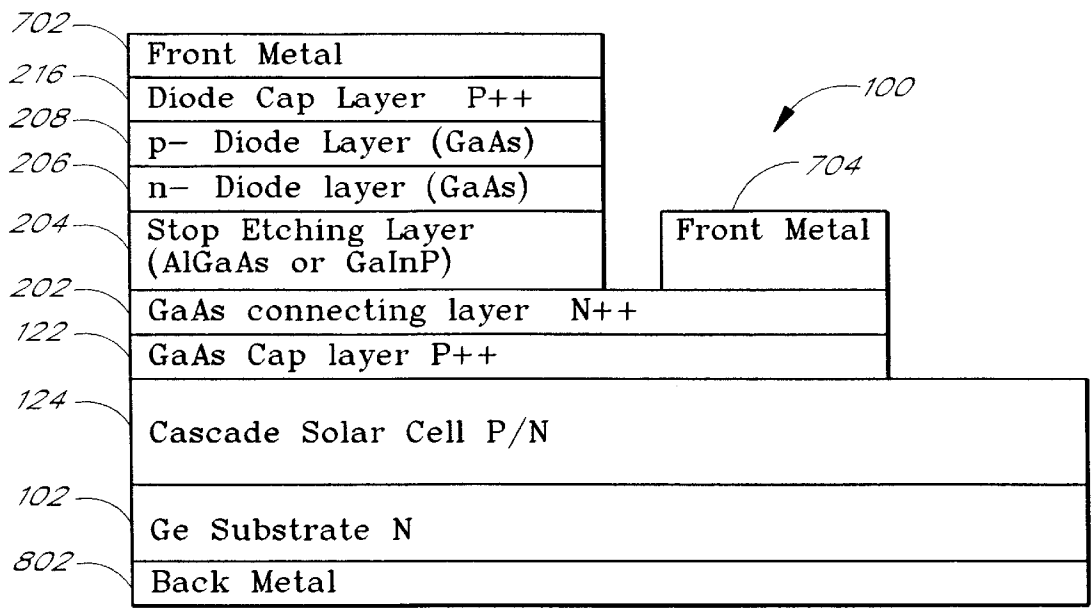 702
Front Metal
216
Diode Cap Layer P++
100
208
p- Diode Layer (GaAs)
206
n- Diode layer (GaAs)
704
204
Stop Etching Layer
(AlGaAs or GaInP)
Front Metal
202
GaAs connecting layer N++
122
GaAs Cap layer P++
124
Cascade Solar Cell P/N
102
Ge Substrate N
802
Back Metal